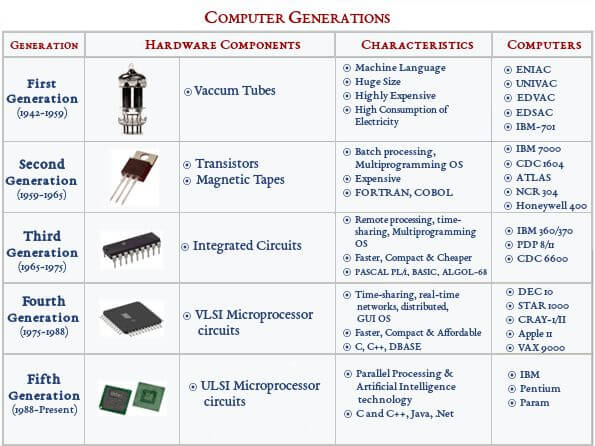 COMPUTER GENERATIONS
GENERATION HARDWARE COMPONENTS CHARACTERISTICS COMPUTERS
First
Generation
(1942-1959)
Vaccum Tubes
Machine Language
Huge Size
Highly Expensive
High Consumption of
Electricity
ENIAC
UNIVAC
EDVAC
EDSAC
IBM-701
Second
Generation
(1959-1965)
Transistors
Magnetic Tapes
Batch processing,
Multiprogramming OS
Expensive
FORTRAN, COBOL
IBM 7000
CDC 1604
ATLAS
NCR 304
Honeywell 400
Third
Generation
(1965-1975)
Integrated Circuits
Remote processing, time-
sharing, Multiprogramming
OS
Faster, Compact & Cheaper
PASCAL PL/1, BASIC, ALGOL-68
IBM 360/370
PDP 8/11
CDC 6600
Fourth
Generation
(1975-1988)
VLSI Microprocessor
circuits
Time-sharing, real-time
networks, distributed,
GUI OS
Faster, Compact & Affordable
C, C++, DBASE
DEC 10
STAR 1000
CRAY-1/II
Apple 11
VAX 9000
Fifth
Generation
(1988-Present)
ULSI Microprocessor
circuits
Parallel Processing &
Artificial Intelligence
technology
C and C++, Java, .Net
IBM
Pentium
Param